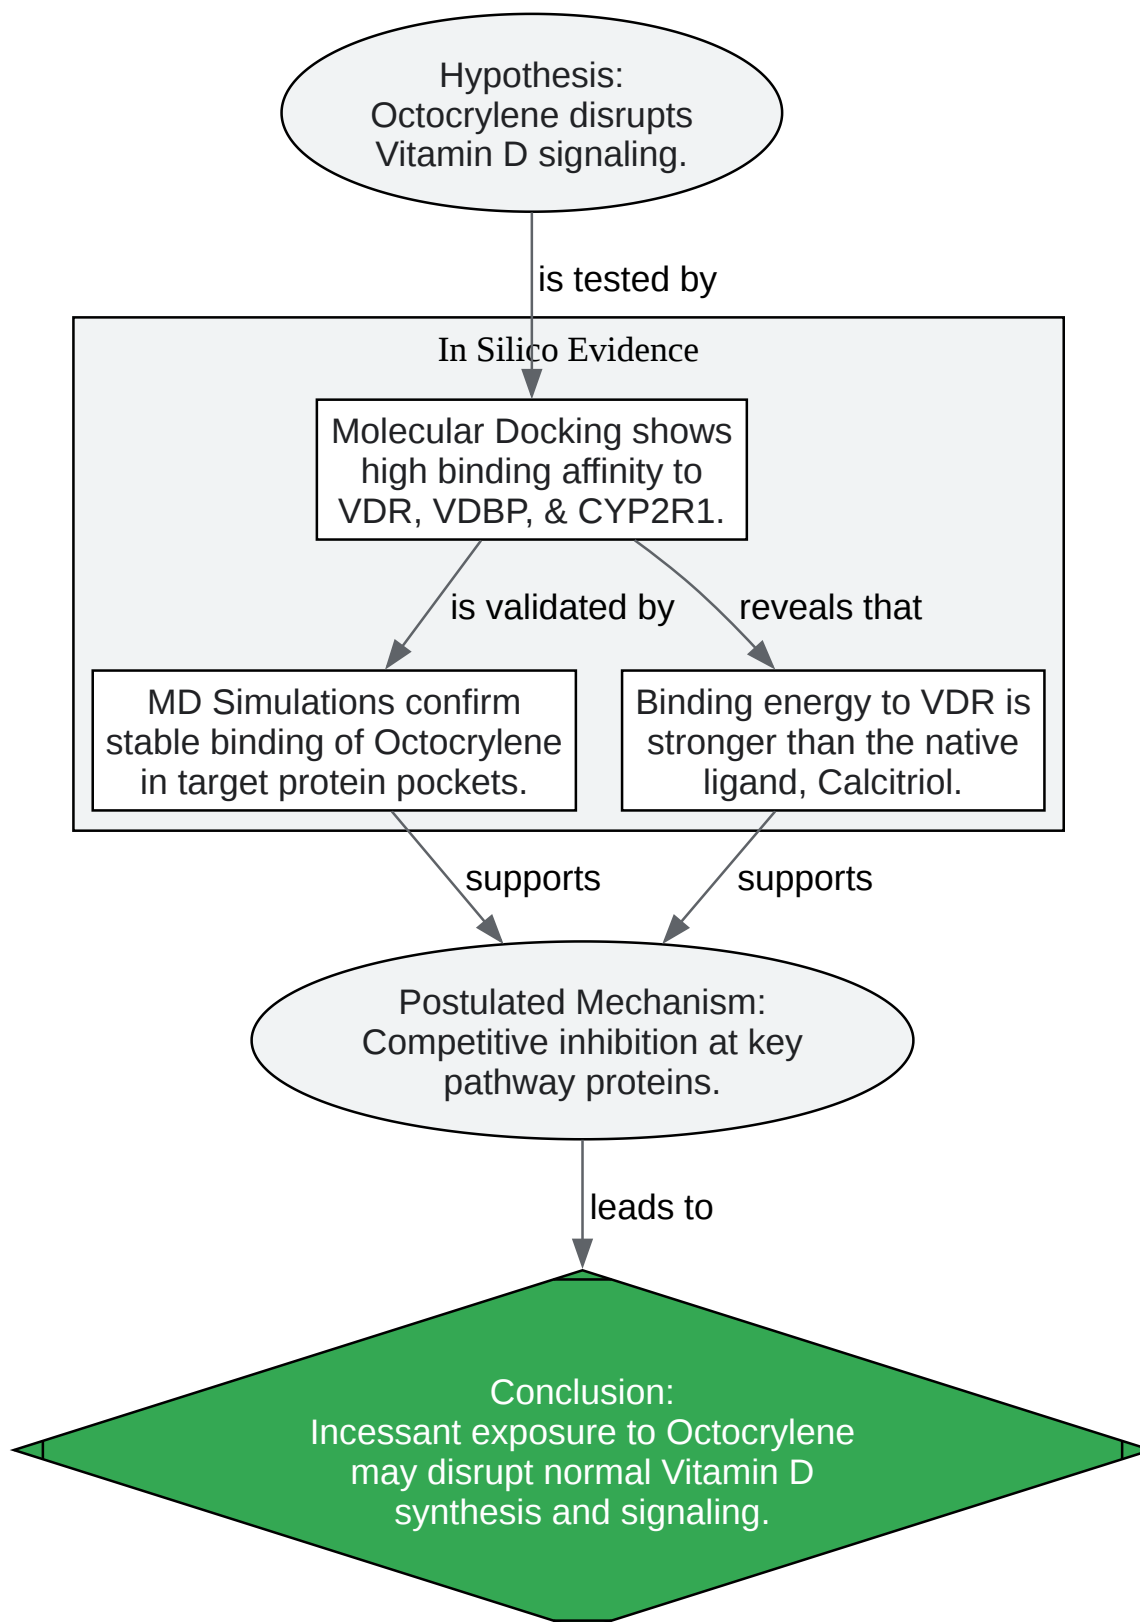 Hypothesis:
Octocrylene disrupts
Vitamin D signaling.
is tested by
In Silico Evidence
Molecular Docking shows
high binding affinity to
VDR, VDBP, & CYP2R1.
is validated by
reveals that
MD Simulations confirm
stable binding of Octocrylene
in target protein pockets.
Binding energy to VDR is
stronger than the native
ligand, Calcitriol.
supports
supports
Postulated Mechanism:
Competitive inhibition at key
pathway proteins.
leads to
Conclusion:
Incessant exposure to Octocrylene
may disrupt normal Vitamin D
synthesis and signaling.